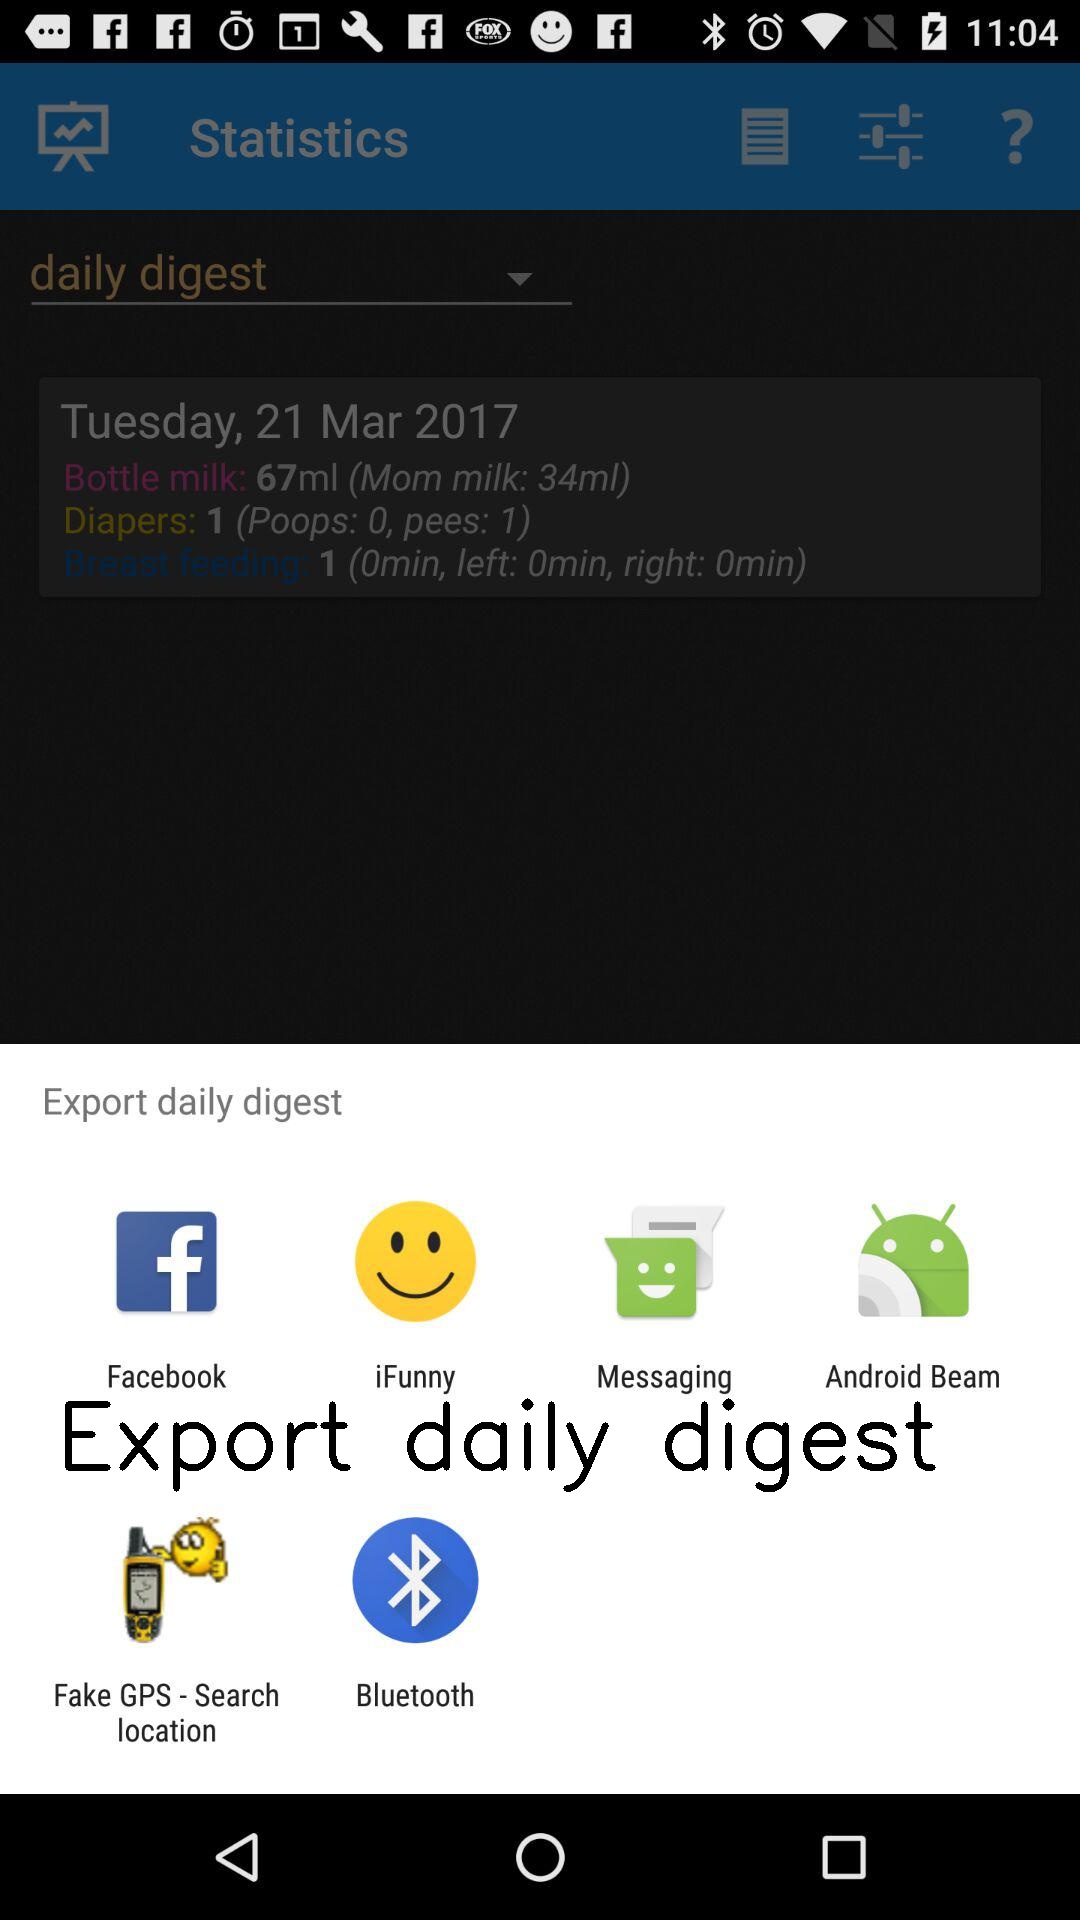 11:04
Statistics
daily digest
Tuesday, 21 Mar 2017
Bottle milk: 67ml (Mom milk: 34ml)
Diapers: 1 (Poops: 0, pees: 1)
Breast feeding: 1 (0min, left: 0min, right: 0min)
Export daily digest
Facebook iFunny Messaging Android Beam
Export daily digest
Fake GPS - Search Bluetooth
location